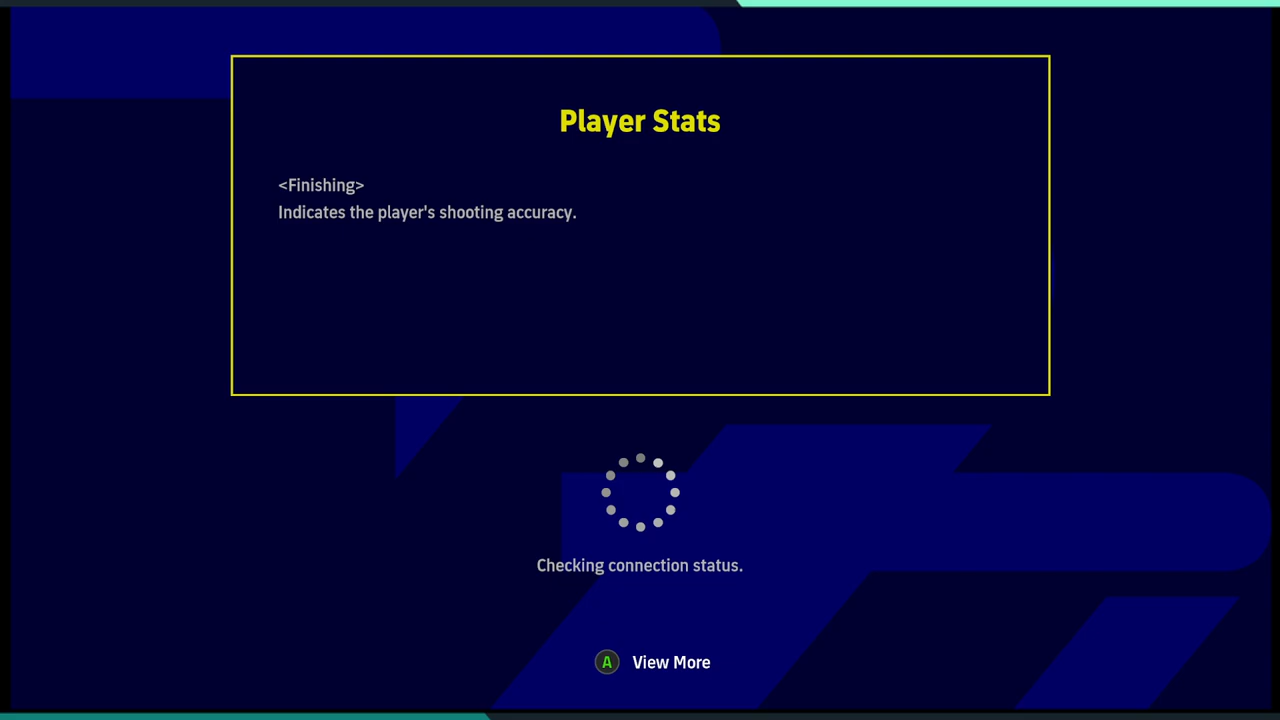 Player Stats
<Finishing>
Indicates the player's shooting accuracy.
Checking connection status.
A View More